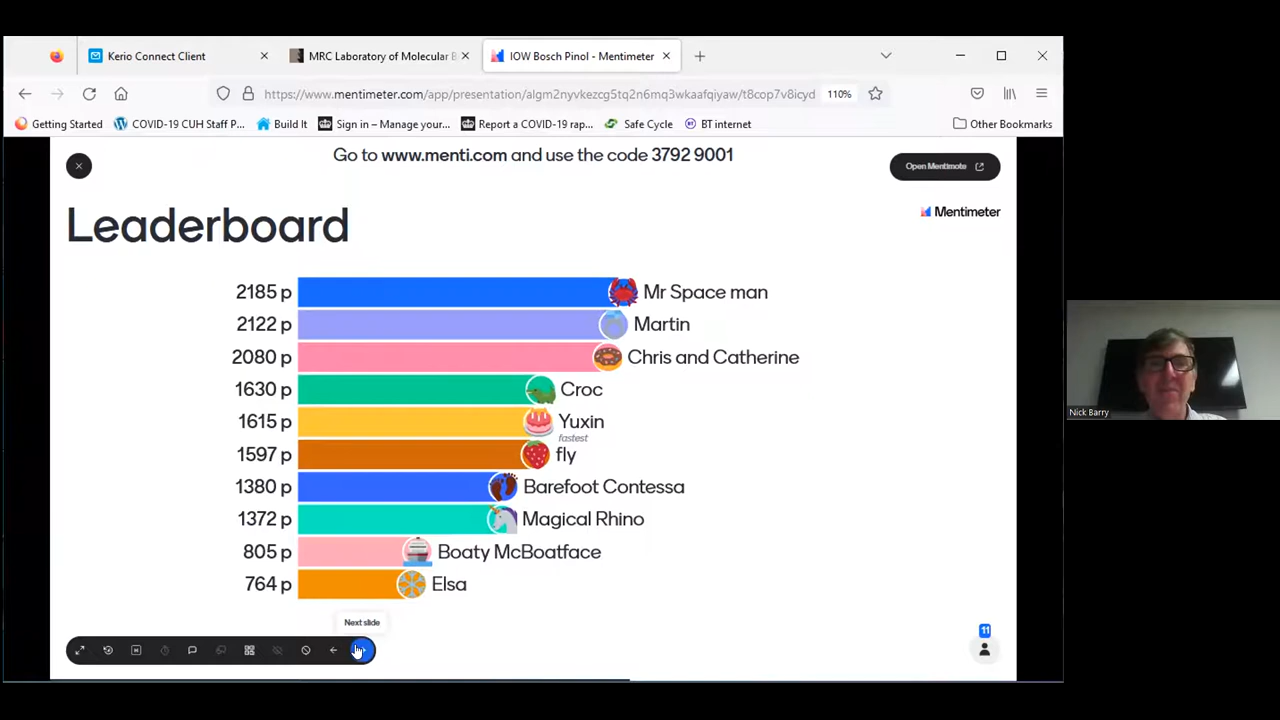 Kerio Connect Client
MRC Laboratory of Molecular B
IOW Bosch Pinol - Mentimeter
https://www.mentimeter.com/app/presentation/algm2nyvkezcg5tq2n6mq3wkaafqiyaw/t8cop7v8icyd
110%
Getting Started
COVID-19 CUH Staff P...
Build It
Sign in – Manage your...
Report a COVID-19 rap...
Safe Cycle
BT internet
Other Bookmarks
Go to www.menti.com and use the code 3792 9001
Open Mentimote
Mentimeter
Leaderboard
2185 p Mr Space man
2122 p Martin
2080 p Chris and Catherine
1630 p Croc
1615 p Yuxin
fastest
1597 p fly
1380 p Barefoot Contessa
1372 p Magical Rhino
805 p Boaty McBoatface
764 p Elsa
Next slide
11
Nick Barry